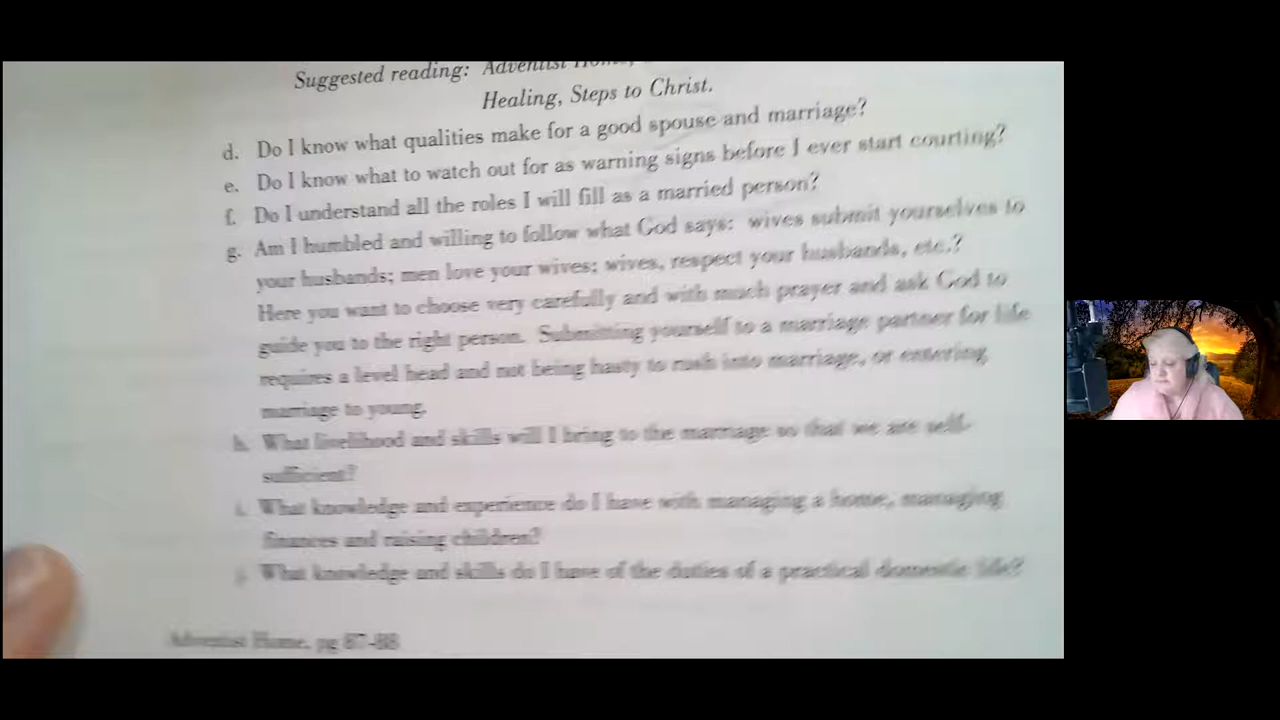 Suggested reading: Adventist Home,
Healing, Steps to Christ.
d. Do I know what qualities make for a good spouse and marriage?
e. Do I know what to watch out for as warning signs before I ever start courting?
f. Do I understand all the roles I will fill as a married person?
g. Am I humbled and willing to follow what God says: wives submit yourselves to
your husbands; men love your wives; wives, respect your husbands, etc.?
Here you want to choose very carefully and with much prayer and ask God to
guide you to the right person. Submitting yourself to a marriage partner for life
requires a level head and not being hasty to rush into marriage, or entering
marriage to young.
h. What livelihood and skills will I bring to the marriage so that we are self-
sufficient?
i. What knowledge and experience do I have with managing a home, managing
finances and raising children?
j. What knowledge and skills do I have of the duties of a practical domestic life?
Adventist Home, pg 87-88